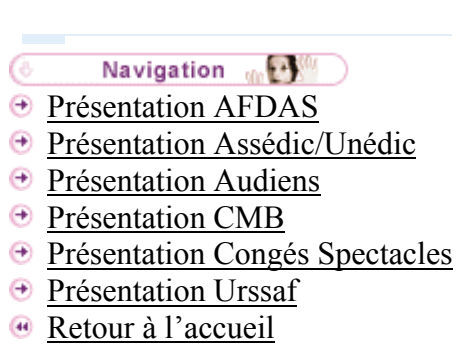 Navigation
Présentation AFDAS
Présentation Assédic/Unédic
Présentation Audiens
Présentation CMB
Présentation Congés Spectacles
Présentation Urssaf
Retour à l’accueil